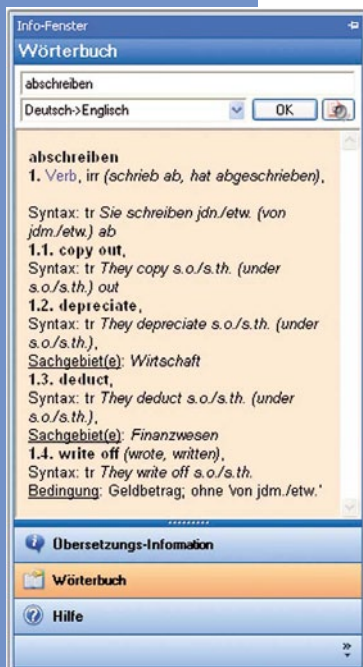 Info-Fenster
Wörterbuch
abschreiben
Deutsch->Englisch OK
abschreiben
1. Verb, irr (schrieb ab, hat abgeschrieben),
Syntax: tr Sie schreiben jdn./etw. (von
jdm./etw.) ab
1.1. copy out,
Syntax: tr They copy s.o./s.th. (under
s.o./s.th.) out
1.2. depreciate,
Syntax: tr They depreciate s.o./s.th. (under
s.o./s.th.),
Sachgebiet(e): Wirtschaft
1.3. deduct,
Syntax: tr They deduct s.o./s.th. (under
s.o./s.th.),
Sachgebiet(e): Finanzwesen
1.4. write off (wrote, written),
Syntax: tr They write off s.o./s.th.
Bedingung: Geldbetrag; ohne 'von jdm./etw.'
Übersetzungs-Information
Wörterbuch
Hilfe